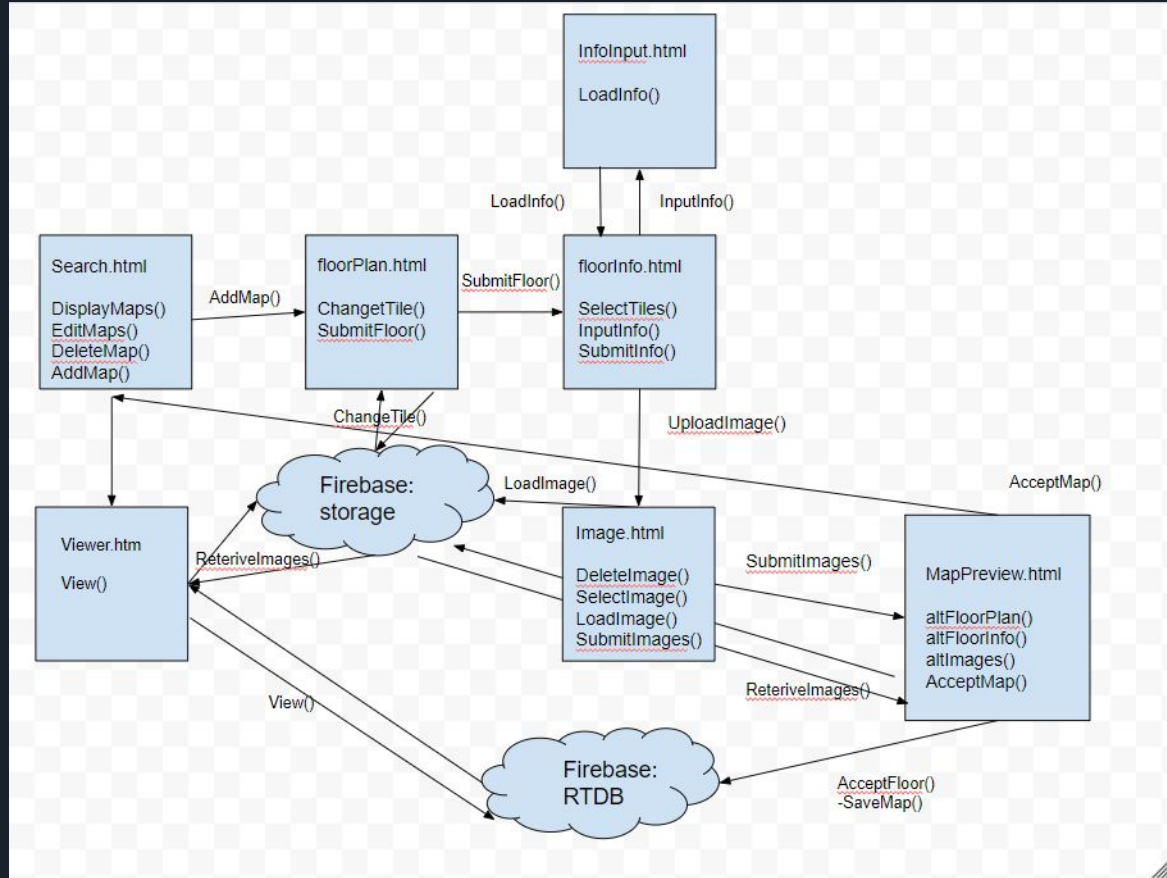 InfoInput.html
LoadInfo()
LoadInfo()
InputInfo()
Search.html
DisplayMaps()
EditMaps()
DeleteMap()
AddMap()
AddMap()
floorPlan.html
ChangetTile()
SubmitFloor()
SubmitFloor()
floorInfo.html
SelectTiles()
InputInfo()
SubmitInfo()
ChangeTile()
UploadImage()
Firebase:
storage
LoadImage()
AcceptMap()
Viewer.htm
View()
ReteriveImages()
Image.html
DeleteImage()
SelectImage()
LoadImage()
SubmitImages()
SubmitImages()
MapPreview.html
altFloorPlan()
altFloorInfo()
altImages()
AcceptMap()
ReteriveImages()
View()
Firebase:
RTDB
AcceptFloor()
-SaveMap()